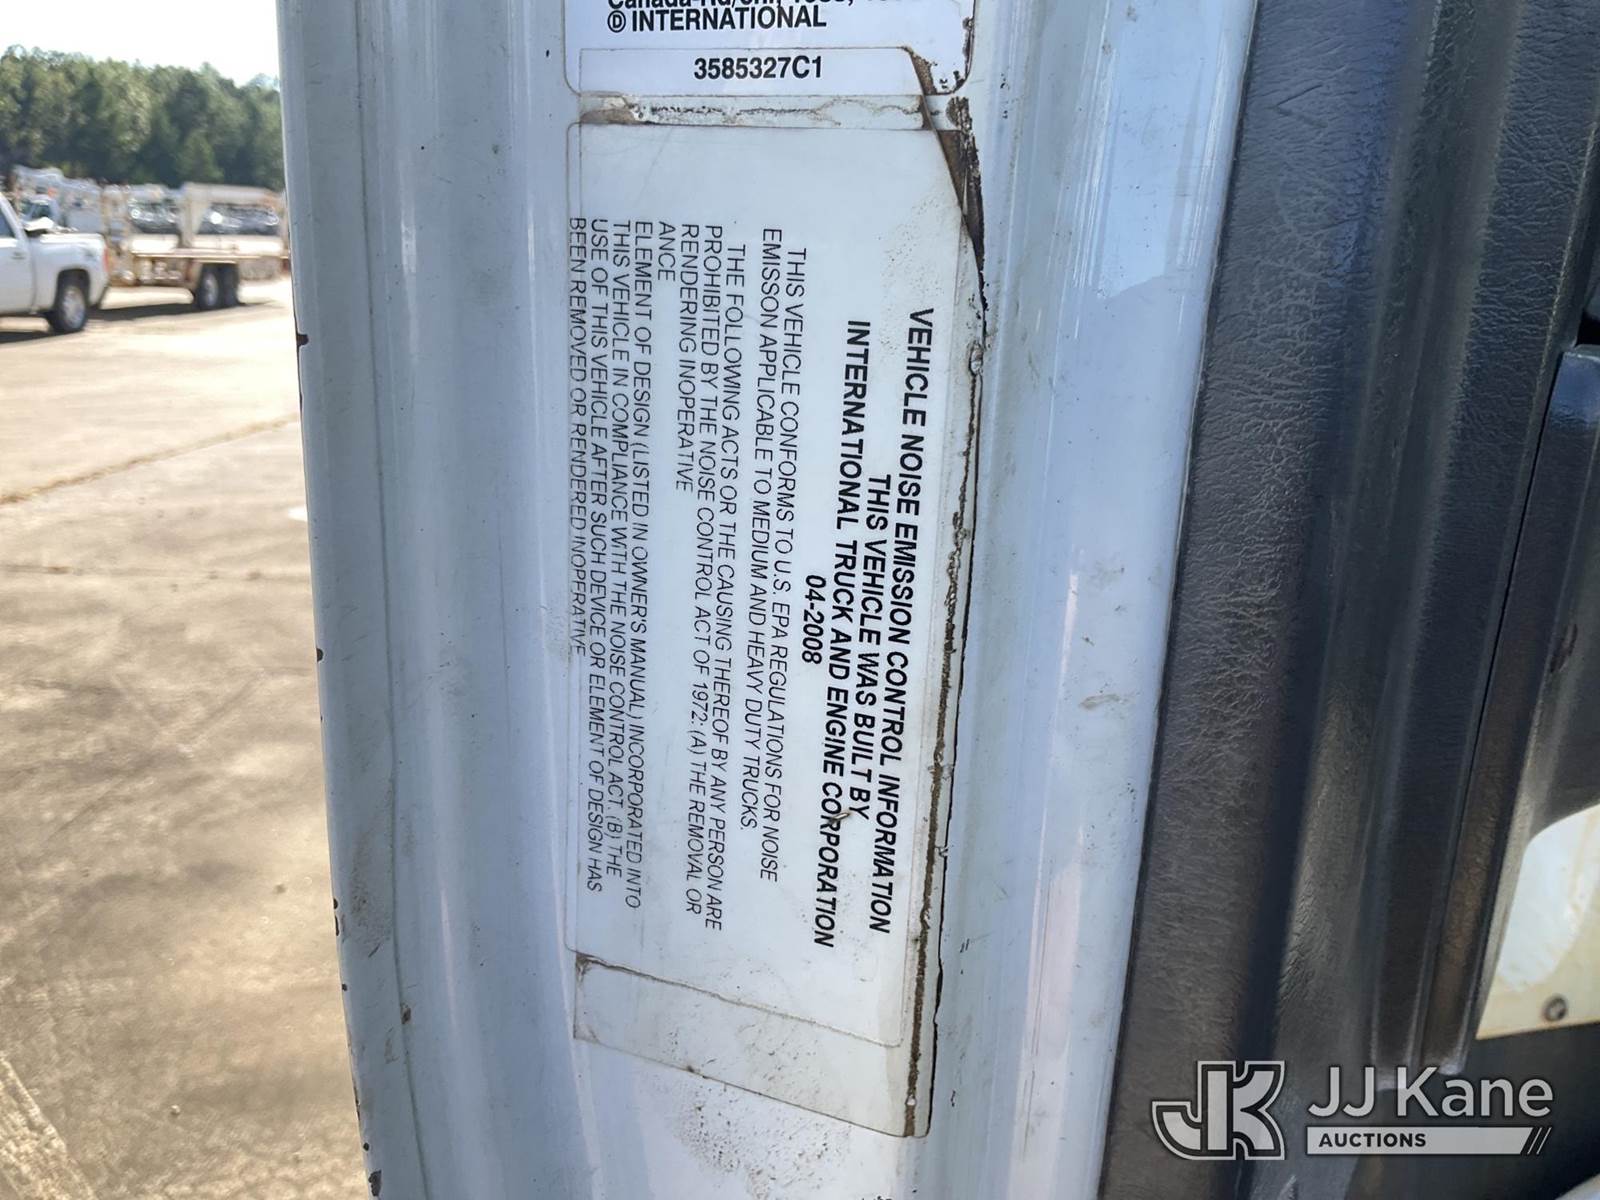 © INTERNATIONAL
3585327C1
VEHICLE NOISE EMISSION CONTROL INFORMATION
THIS VEHICLE WAS BUILT BY
INTERNATIONAL TRUCK AND ENGINE CORPORATION
04-2008
THIS VEHICLE CONFORMS TO U.S. EPA REGULATIONS FOR NOISE
EMISSON APPLICABLE TO MEDIUM AND HEAVY DUTY TRUCKS.
THE FOLLOWING ACTS OR THE CAUSING THEREOF BY ANY PERSON ARE
PROHIBITED BY THE NOISE CONTROL ACT OF 1972: (A) THE REMOVAL OR
RENDERING INOPERATIVE
ANCE
ELEMENT OF DESIGN (LISTED IN OWNER'S MANUAL) INCORPORATED INTO
THIS VEHICLE IN COMPLIANCE WITH THE NOISE CONTROL ACT, (B) THE
USE OF THIS VEHICLE AFTER SUCH DEVICE OR ELEMENT OF DESIGN HAS
BEEN REMOVED OR RENDERED INOPERATIVE
JK JJ Kane
AUCTIONS